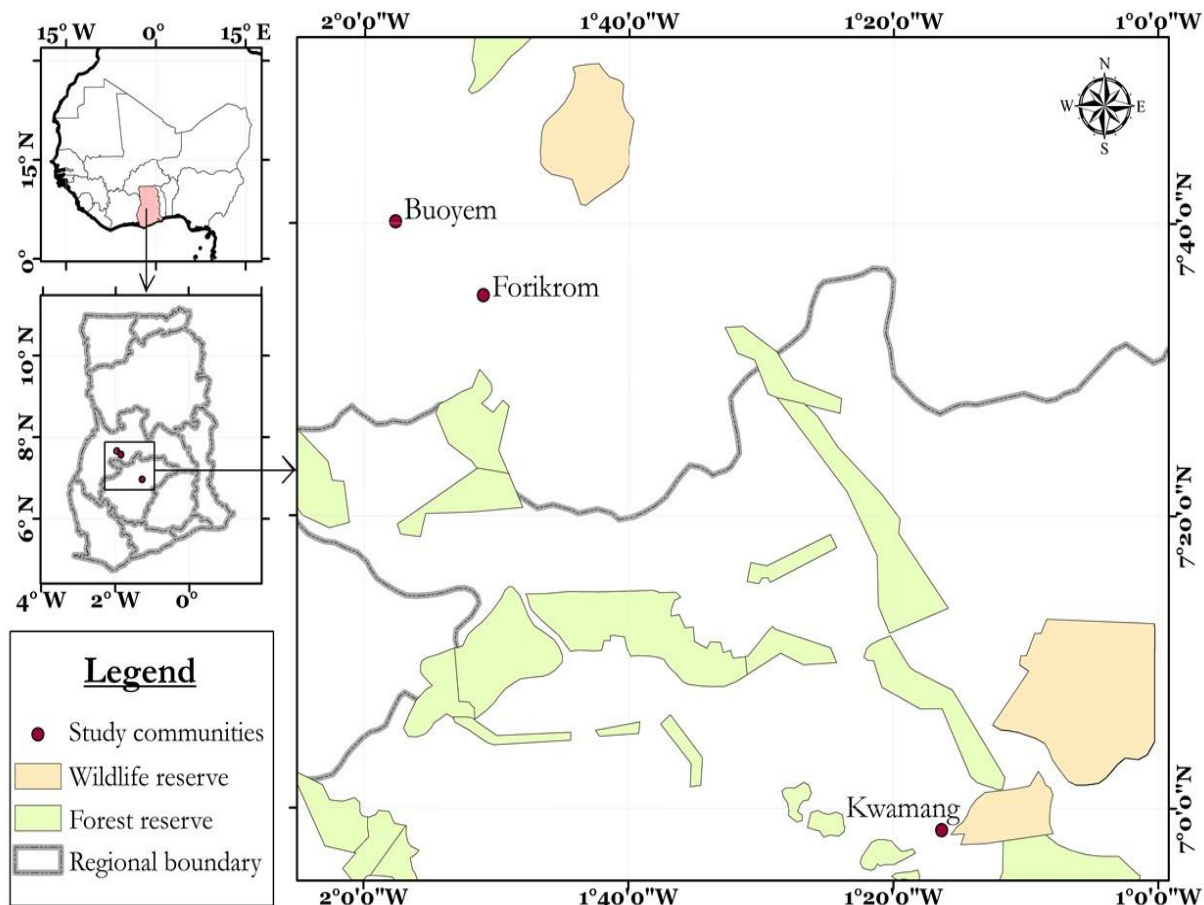 15° W 0° 15° E
15° N
0°
10° N
8° N
6° N
4° W 2° W 0°
Legend
Study communities
Wildlife reserve
Forest reserve
Regional boundary
2°0'0"W 1°40'0"W 1°20'0"W 1°0'0"W
N
W E
S
Buoyem
7°40'0"N
Forikrom
7°20'0"N
Kwamang
7°0'0"N
2°0'0"W 1°40'0"W 1°20'0"W 1°0'0"W